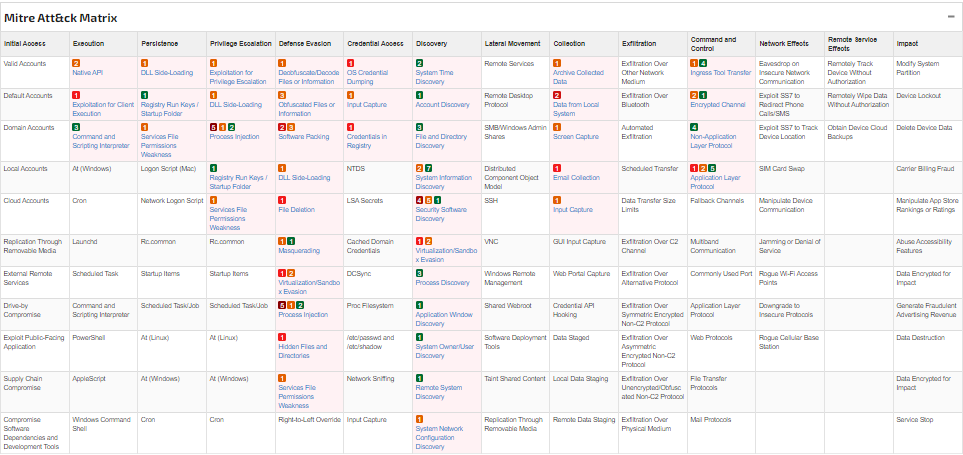 Mitre Att&ck Matrix
Initial Access Execution Persistence Privilege Escalation Defense Evasion Credential Access Discovery Lateral Movement Collection Exfiltration Command and Control Network Effects Remote Service Effects Impact
Valid Accounts 2 Native API 1 DLL Side-Loading 1 Exploitation for Privilege Escalation 1 Deobfuscate/Decode Files or Information 1 OS Credential Dumping 2 System Time Discovery Remote Services 1 Archive Collected Data Exfiltration Over Other Network Medium 1 4 Ingress Tool Transfer Eavesdrop on Insecure Network Communication Remotely Track Device Without Authorization Modify System Partition
Default Accounts 1 Exploitation for Client Execution 1 Registry Run Keys / Startup Folder 1 DLL Side-Loading 3 Obfuscated Files or Information 1 Input Capture 1 Account Discovery Remote Desktop Protocol 2 Data from Local System Exfiltration Over Bluetooth 2 1 Encrypted Channel Exploit SS7 to Redirect Phone Calls/SMS Remotely Wipe Data Without Authorization Device Lockout
Domain Accounts 3 Command and Scripting Interpreter 1 Services File Permissions Weakness 5 1 2 Process Injection 2 3 Software Packing 1 Credentials in Registry 3 File and Directory Discovery SMB/Windows Admin Shares 1 Screen Capture Automated Exfiltration 4 Non-Application Layer Protocol Exploit SS7 to Track Device Location Obtain Device Cloud Backups Delete Device Data
Local Accounts At (Windows) Logon Script (Mac) 1 Registry Run Keys / Startup Folder 1 DLL Side-Loading NTDS 2 7 System Information Discovery Distributed Component Object Model 1 Email Collection Scheduled Transfer 1 2 5 Application Layer Protocol SIM Card Swap Carrier Billing Fraud
Cloud Accounts Cron Network Logon Script 1 Services File Permissions Weakness 1 File Deletion LSA Secrets 4 5 1 Security Software Discovery SSH 1 Input Capture Data Transfer Size Limits Fallback Channels Manipulate Device Communication Manipulate App Store Rankings or Ratings
Replication Through Removable Media Launchd Rc.common Rc.common 1 1 Masquerading Cached Domain Credentials 1 2 Virtualization/Sandbo x Evasion VNC GUI Input Capture Exfiltration Over C2 Channel Multiband Communication Jamming or Denial of Service Abuse Accessibility Features
External Remote Services Scheduled Task Startup Items Startup Items 1 2 Virtualization/Sandbo x Evasion DCSync 3 Process Discovery Windows Remote Management Web Portal Capture Exfiltration Over Alternative Protocol Commonly Used Port Rogue Wi-Fi Access Points Data Encrypted for Impact
Drive-by Compromise Command and Scripting Interpreter Scheduled Task/Job Scheduled Task/Job 5 1 2 Process Injection Proc Filesystem 1 Application Window Discovery Shared Webroot Credential API Hooking Exfiltration Over Symmetric Encrypted Non-C2 Protocol Application Layer Protocol Downgrade to Insecure Protocols Generate Fraudulent Advertising Revenue
Exploit Public-Facing Application PowerShell At (Linux) At (Linux) 1 Hidden Files and Directories /etc/passwd and /etc/shadow 1 System Owner/User Discovery Software Deployment Tools Data Staged Exfiltration Over Asymmetric Encrypted Non-C2 Protocol Web Protocols Rogue Cellular Base Station Data Destruction
Supply Chain Compromise AppleScript At (Windows) At (Windows) 1 Services File Permissions Weakness Network Sniffing 1 Remote System Discovery Taint Shared Content Local Data Staging Exfiltration Over Unencrypted/Obfusc ated Non-C2 Protocol File Transfer Protocols Data Encrypted for Impact
Compromise Software Dependencies and Development Tools Windows Command Shell Cron Cron Right-to-Left Override Input Capture 1 System Network Configuration Discovery Replication Through Removable Media Remote Data Staging Exfiltration Over Physical Medium Mail Protocols Service Stop